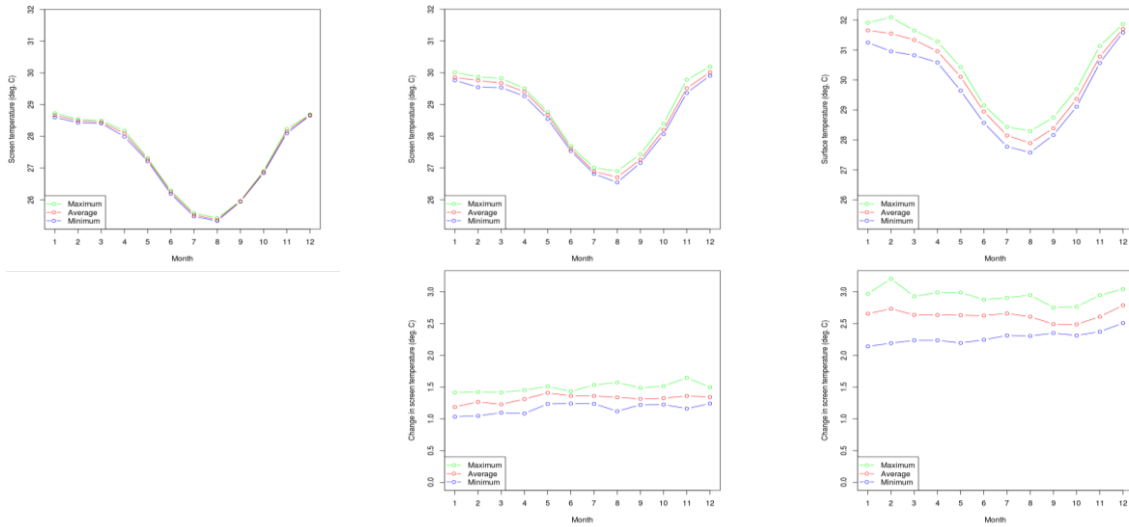 Screen temperature (deg. C)
32
31
30
29
28
27
26
Maximum
Average
Minimum
1 2 3 4 5 6 7 8 9 10 11 12
Month
Screen temperature (deg. C)
32
31
30
29
28
27
26
Maximum
Average
Minimum
1 2 3 4 5 6 7 8 9 10 11 12
Month
Surface temperature (deg. C)
32
31
30
29
28
27
26
Maximum
Average
Minimum
1 2 3 4 5 6 7 8 9 10 11 12
Month
Change in screen temperature (deg. C)
3.0
2.5
2.0
1.5
1.0
0.5
0.0
Maximum
Average
Minimum
1 2 3 4 5 6 7 8 9 10 11 12
Month
Change in screen temperature (deg. C)
3.0
2.5
2.0
1.5
1.0
0.5
0.0
Maximum
Average
Minimum
1 2 3 4 5 6 7 8 9 10 11 12
Month